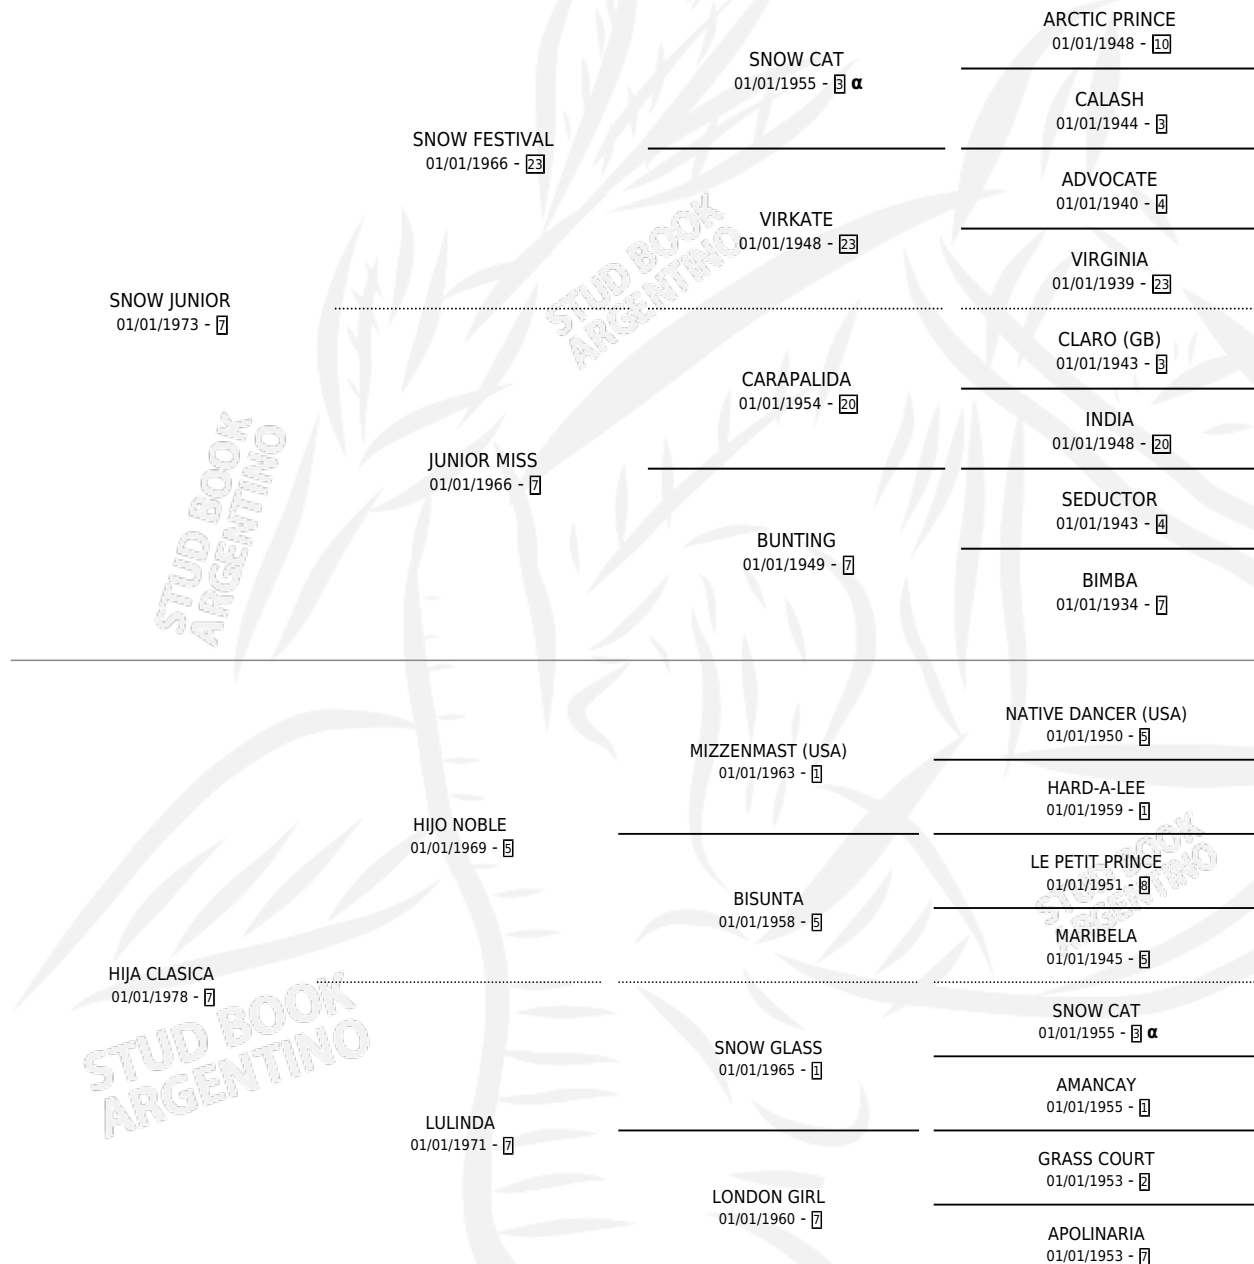 ARCTIC PRINCE
01/01/1948 - 10
SNOW CAT
01/01/1955 - 3 α
CALASH
01/01/1944 - 3
SNOW FESTIVAL
01/01/1966 - 23
ADVOCATE
01/01/1940 - 4
VIRKATE
01/01/1948 - 23
VIRGINIA
01/01/1939 - 23
SNOW JUNIOR
01/01/1973 - 7
STUD BOOK
ARGENTINO
CLARO (GB)
01/01/1943 - 3
CARAPALIDA
01/01/1954 - 20
INDIA
01/01/1948 - 20
JUNIOR MISS
01/01/1966 - 7
STUD BOOK
ARGENTINO
SEDUCTOR
01/01/1943 - 4
BUNTING
01/01/1949 - 7
BIMBA
01/01/1934 - 7
NATIVE DANCER (USA)
01/01/1950 - 5
MIZZENMAST (USA)
01/01/1963 - 1
HARD-A-LEE
01/01/1959 - 1
HIJO NOBLE
01/01/1969 - 5
LE PETIT PRINCE
01/01/1951 - 8
STUD BOOK
ARGENTINO
BISUNTA
01/01/1958 - 5
MARIBELA
01/01/1945 - 5
HIJA CLASICA
01/01/1978 - 7
STUD BOOK
ARGENTINO
SNOW CAT
01/01/1955 - 3 α
SNOW GLASS
01/01/1965 - 1
AMANCAY
01/01/1955 - 1
LULINDA
01/01/1971 - 7
GRASS COURT
01/01/1953 - 2
LONDON GIRL
01/01/1960 - 7
APOLINARIA
01/01/1953 - 7